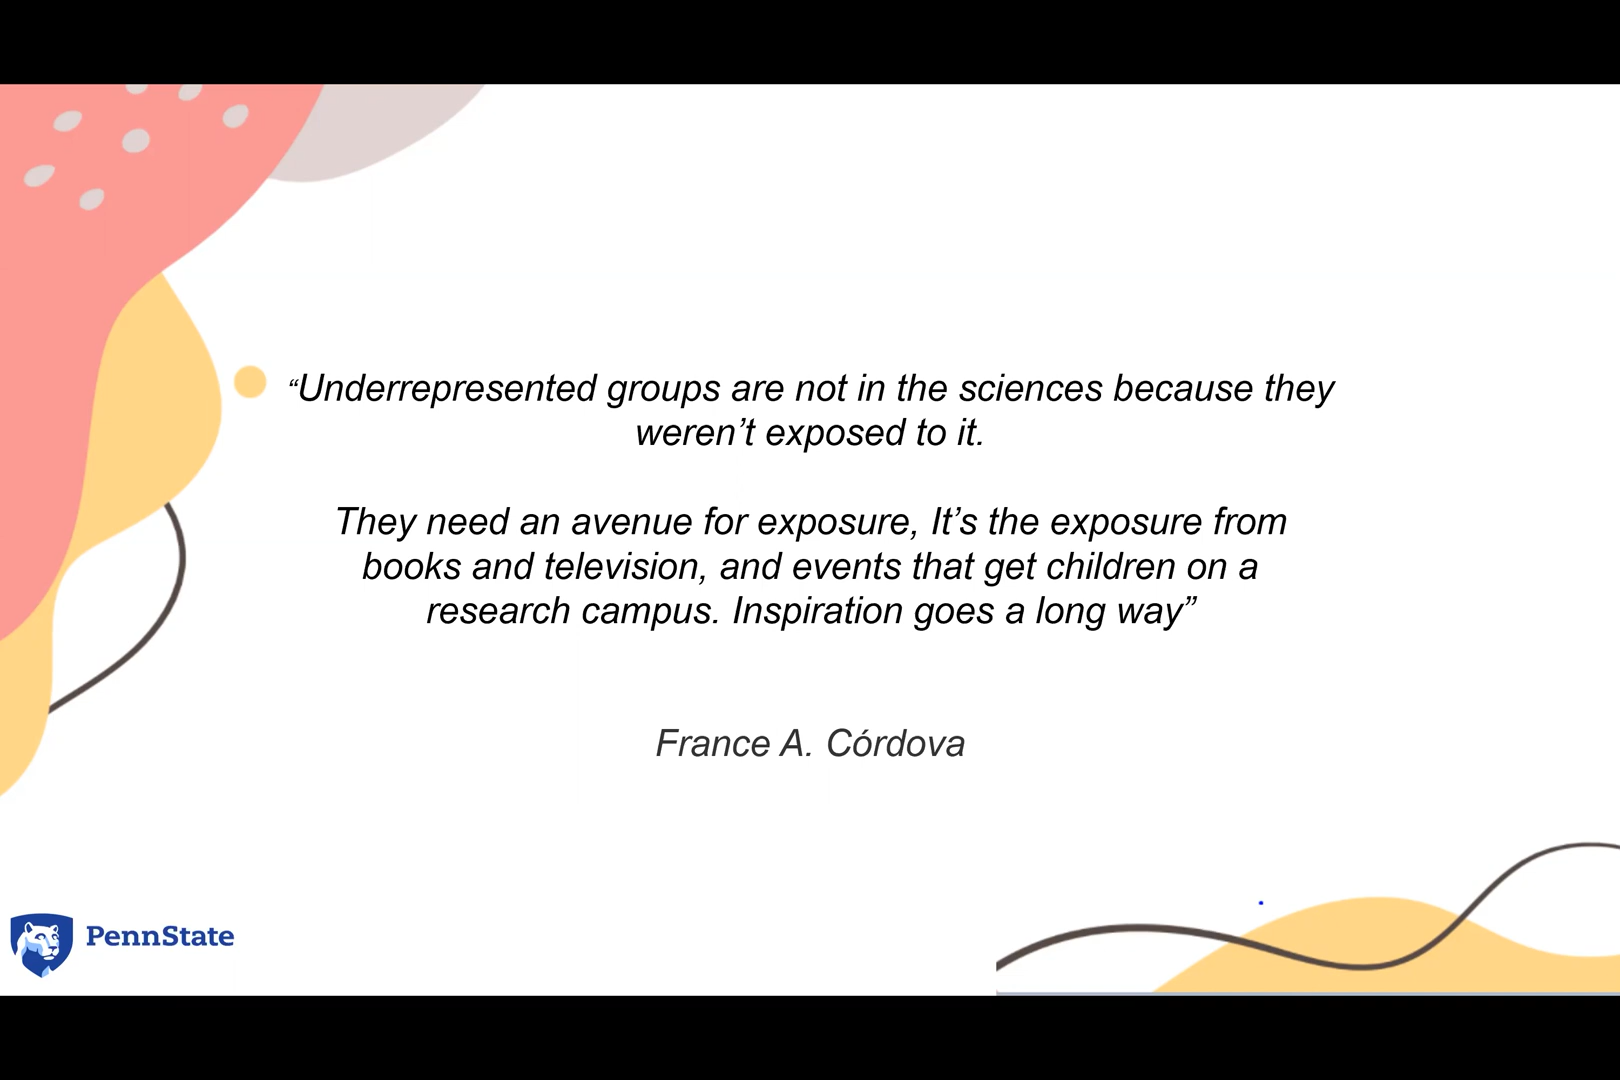 “Underrepresented groups are not in the sciences because they
weren’t exposed to it.
They need an avenue for exposure, It’s the exposure from
books and television, and events that get children on a
research campus. Inspiration goes a long way”
France A. Córdova
PennState